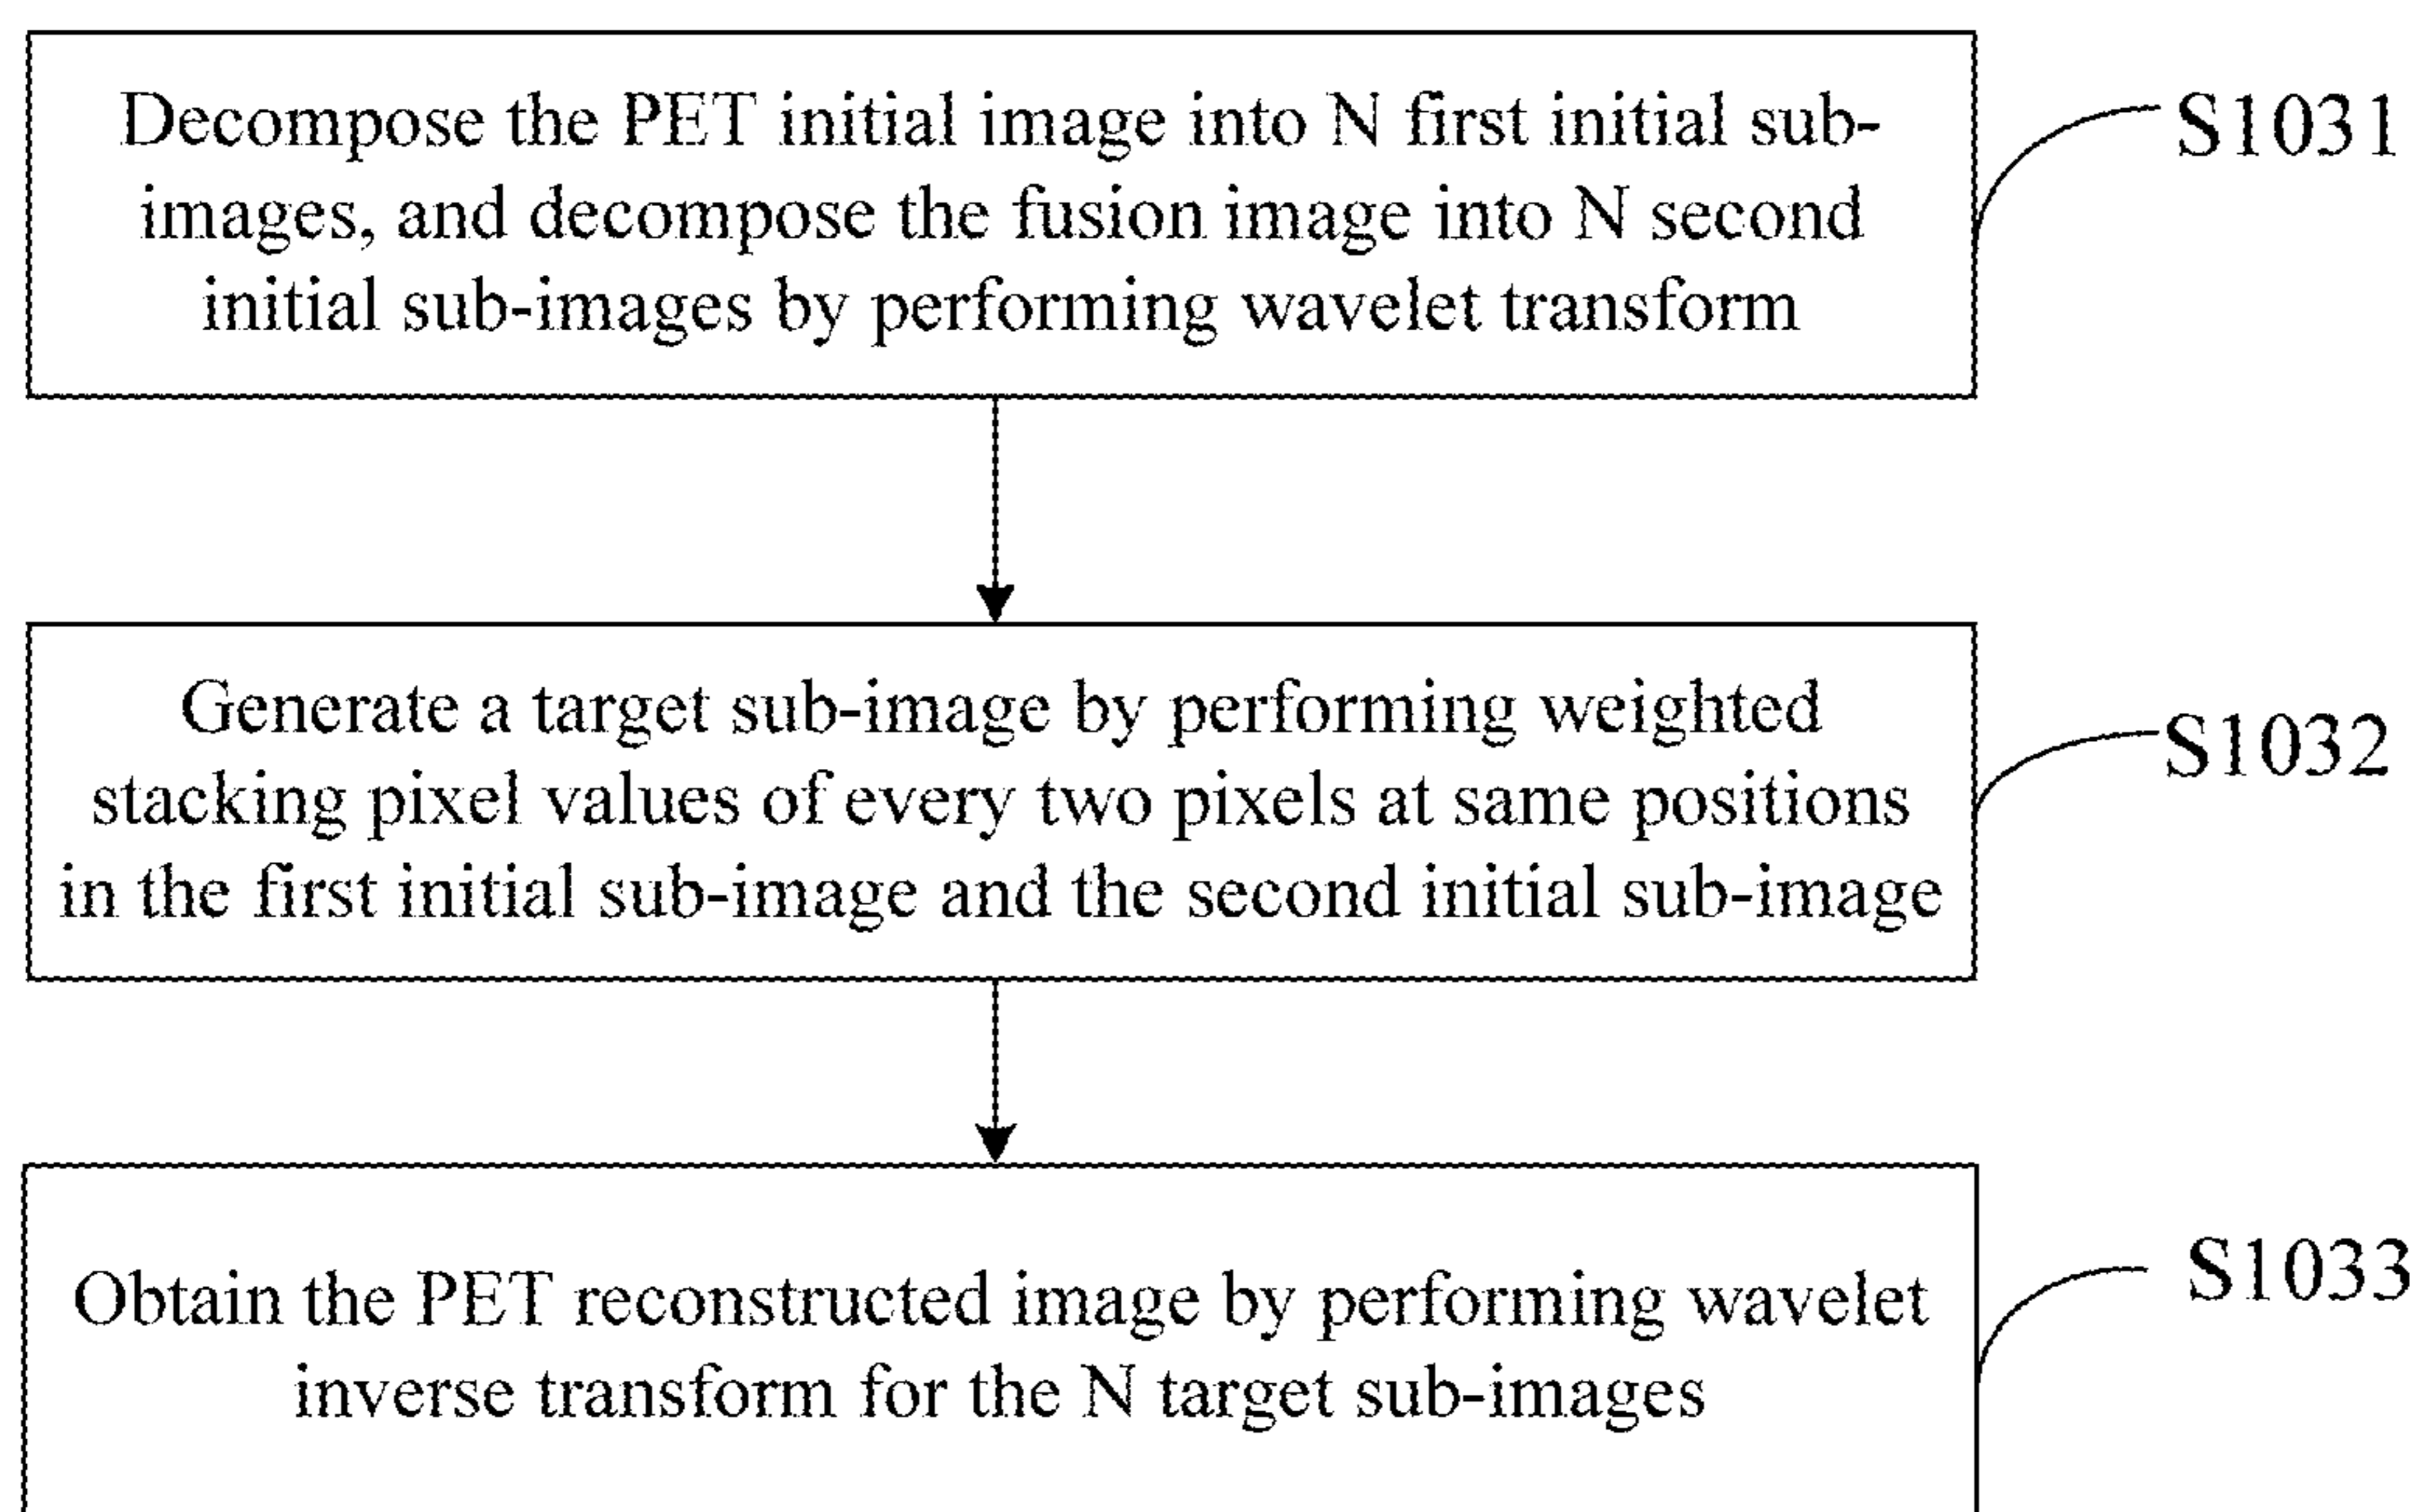 Decompose the PET initial image into N first initial sub-
images, and decompose the fusion image into N second
initial sub-images by performing wavelet transform
S1031
Generate a target sub-image by performing weighted
stacking pixel values of every two pixels at same positions
in the first initial sub-image and the second initial sub-image
S1032
Obtain the PET reconstructed image by performing wavelet
inverse transform for the N target sub-images
S1033